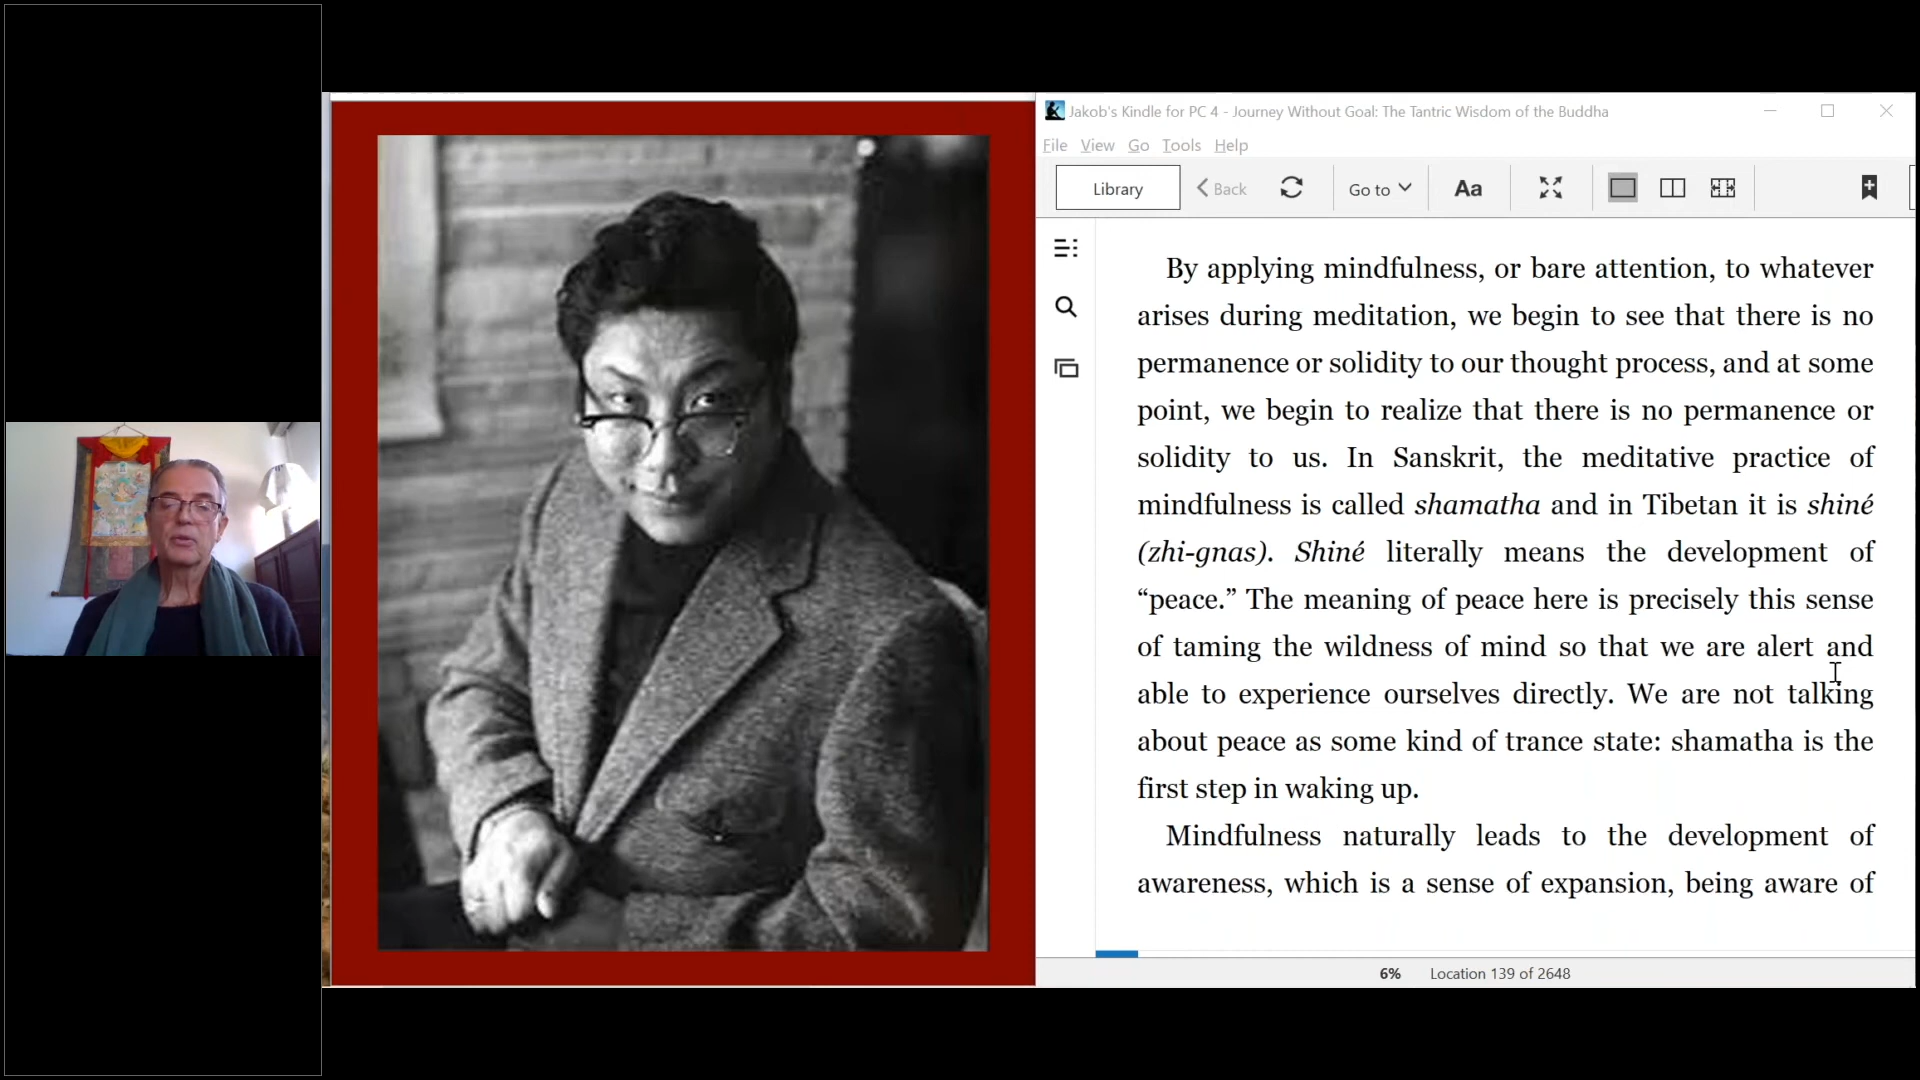 Jakob's Kindle for PC 4 - Journey Without Goal: The Tantric Wisdom of the Buddha
File View Go Tools Help
Library Back Go to Aa
By applying mindfulness, or bare attention, to whatever
arises during meditation, we begin to see that there is no
permanence or solidity to our thought process, and at some
point, we begin to realize that there is no permanence or
solidity to us. In Sanskrit, the meditative practice of
mindfulness is called shamatha and in Tibetan it is shiné
(zhi-gnas). Shiné literally means the development of
“peace.” The meaning of peace here is precisely this sense
of taming the wildness of mind so that we are alert and
able to experience ourselves directly. We are not talking
about peace as some kind of trance state: shamatha is the
first step in waking up.
Mindfulness naturally leads to the development of
awareness, which is a sense of expansion, being aware of
6% Location 139 of 2648